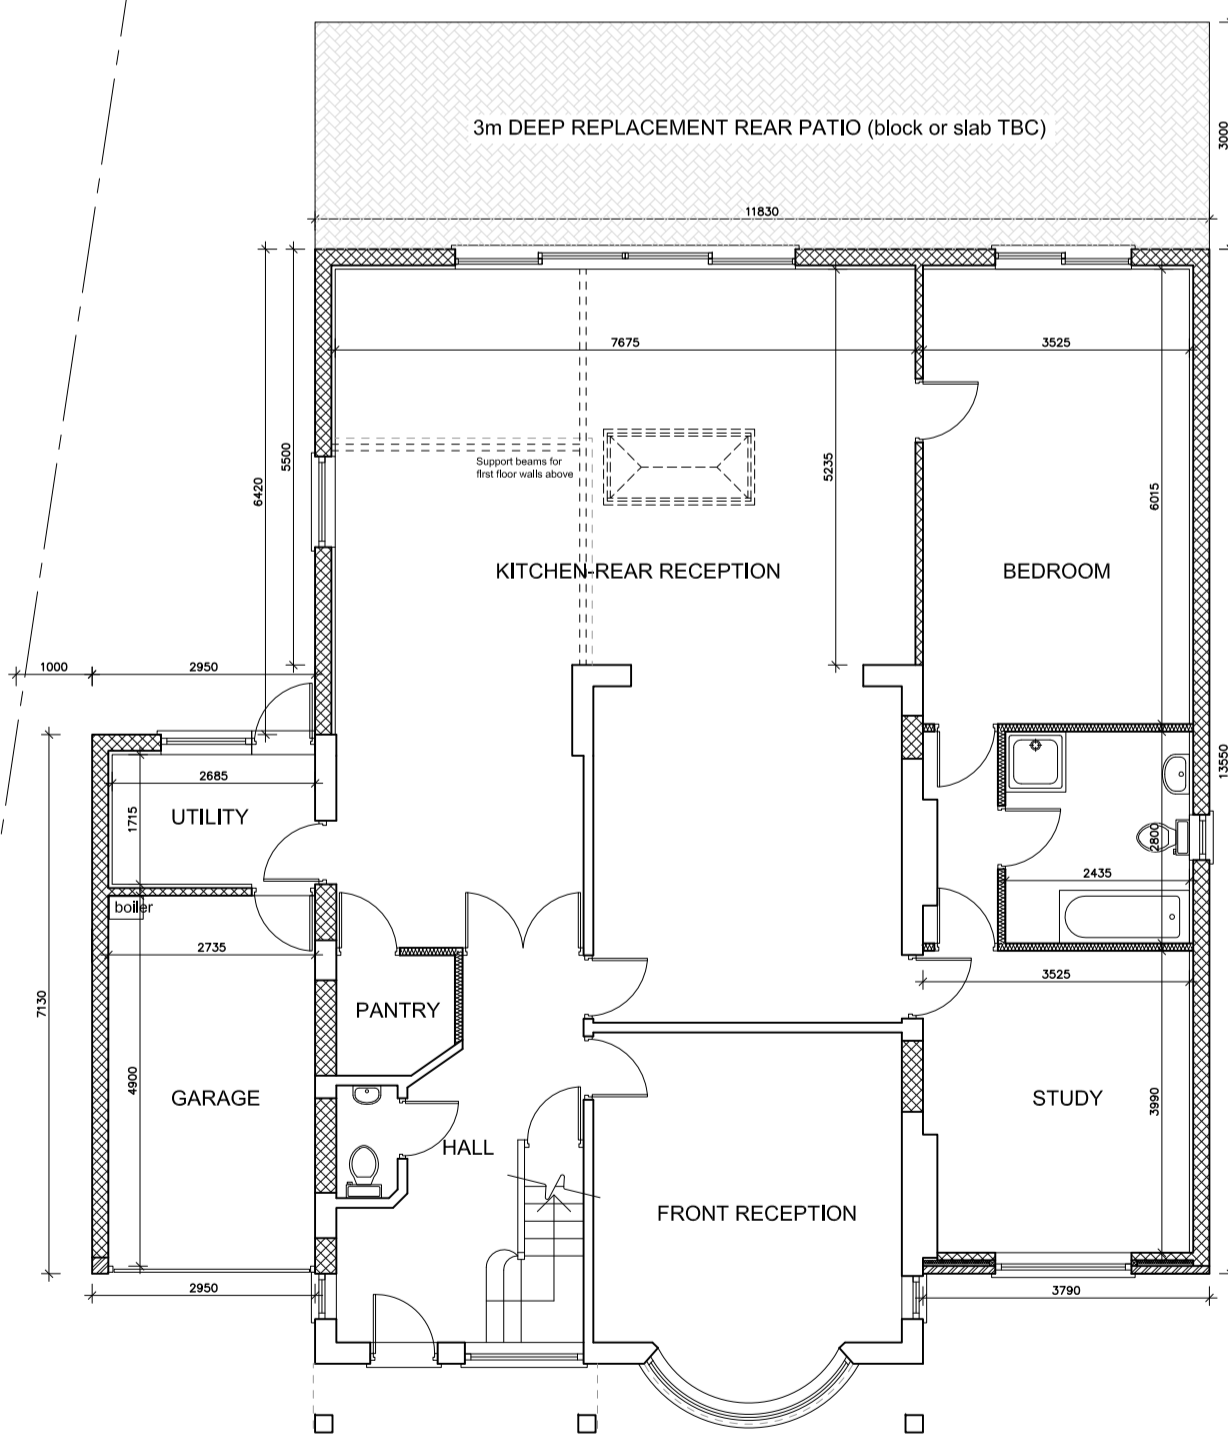 3m DEEP REPLACEMENT REAR PATIO (block or slab TBC)
3000
11830
7675
3525
5500
6420
Support beams for
first floor walls above
5235
6015
KITCHEN-REAR RECEPTION
BEDROOM
1000
2950
13550
2685
1715
UTILITY
2800
2435
boiler
2735
3525
7130
PANTRY
4900
GARAGE
STUDY
3990
HALL
FRONT RECEPTION
2950
3790